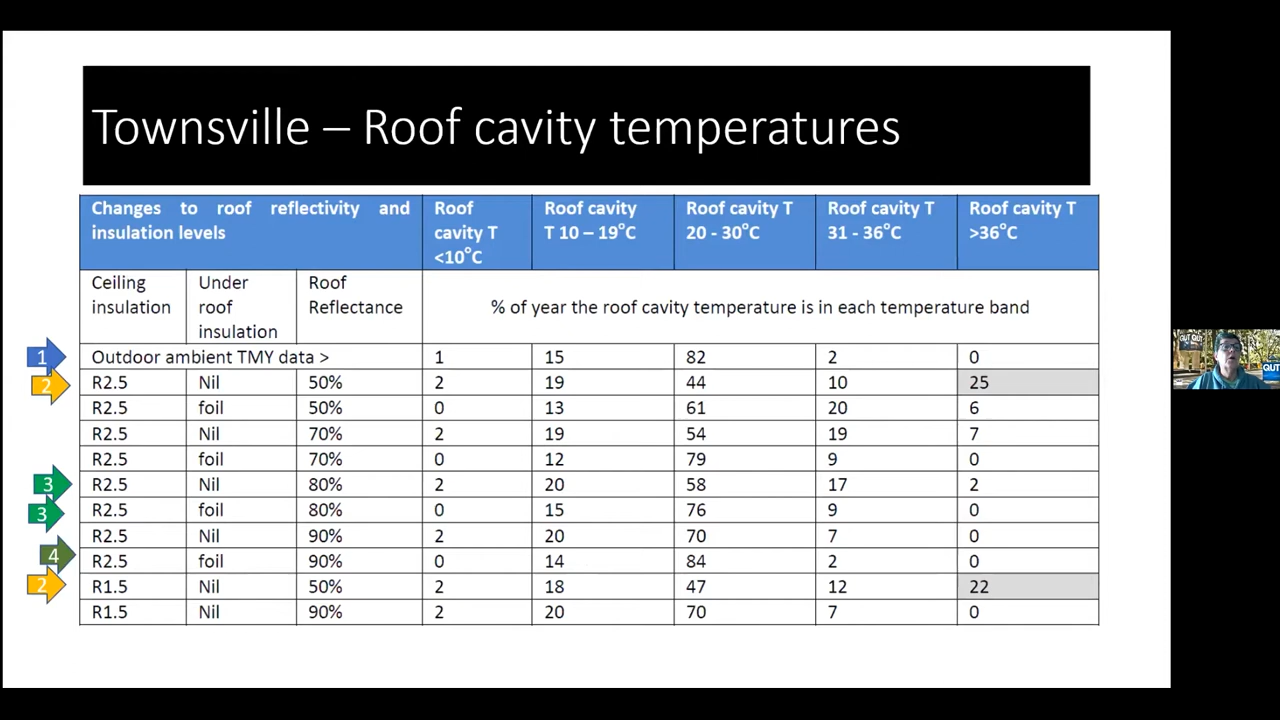 Townsville – Roof cavity temperatures
Changes to roof reflectivity and insulation levels | Roof cavity T <10°C | Roof cavity T 10 – 19°C | Roof cavity T 20 - 30°C | Roof cavity T 31 - 36°C | Roof cavity T >36°C
Ceiling insulation | Under roof insulation | Roof Reflectance | % of year the roof cavity temperature is in each temperature band
1 Outdoor ambient TMY data > 1 15 82 2 0
2 R2.5 Nil 50% 2 19 44 10 25
R2.5 foil 50% 0 13 61 20 6
R2.5 Nil 70% 2 19 54 19 7
R2.5 foil 70% 0 12 79 9 0
3 R2.5 Nil 80% 2 20 58 17 2
3 R2.5 foil 80% 0 15 76 9 0
R2.5 Nil 90% 2 20 70 7 0
4 R2.5 foil 90% 0 14 84 2 0
2 R1.5 Nil 50% 2 18 47 12 22
R1.5 Nil 90% 2 20 70 7 0
QUT